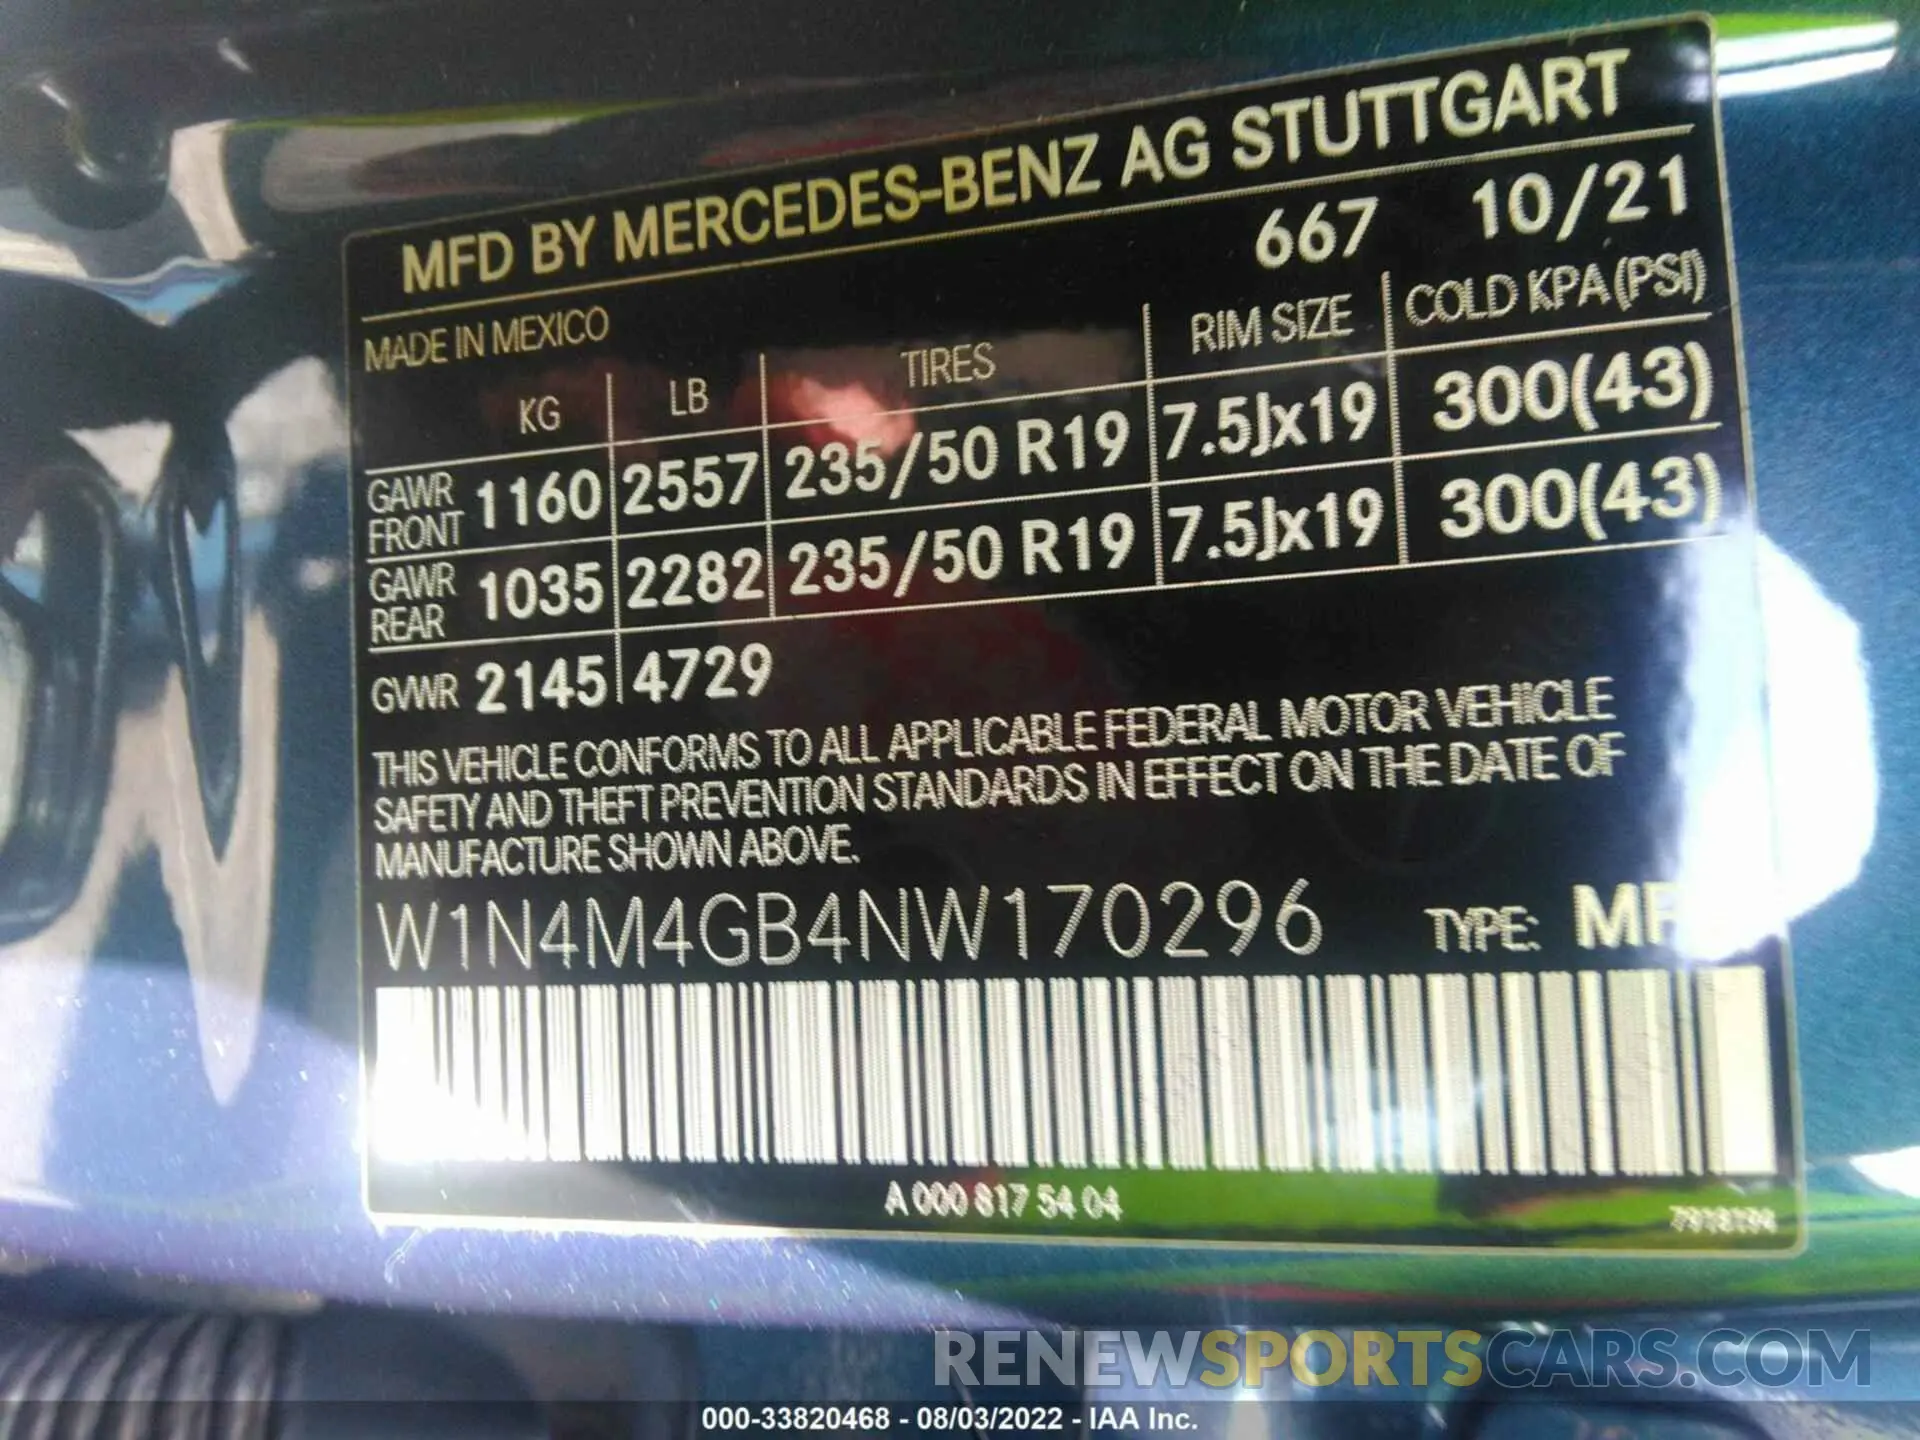 MFD BY MERCEDES-BENZ AG STUTTGART
667 10/21
MADE IN MEXICO
KG LB TIRES RIM SIZE COLD KPA (PSI)
GAWR FRONT 1160 2557 235/50 R19 7.5Jx19 300(43)
GAWR REAR 1035 2282 235/50 R19 7.5Jx19 300(43)
GVWR 2145 4729
THIS VEHICLE CONFORMS TO ALL APPLICABLE FEDERAL MOTOR VEHICLE
SAFETY AND THEFT PREVENTION STANDARDS IN EFFECT ON THE DATE OF
MANUFACTURE SHOWN ABOVE.
W1N4M4GB4NW170296 TYPE:
A 000 817 54 04
RENEWSPORTSCARS.COM
000-33820468 - 08/03/2022 - IAA Inc.